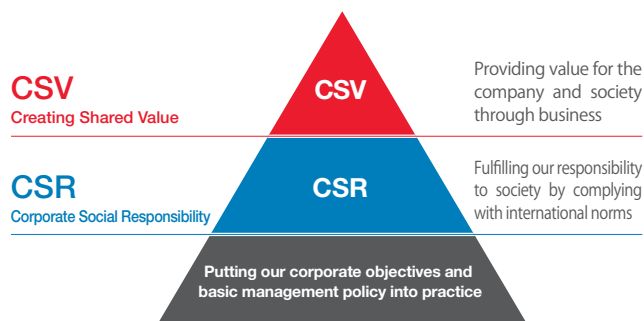 CSV
Creating Shared Value
CSV
Providing value for the
company and society
through business
CSR
Corporate Social Responsibility
CSR
Fulfilling our responsibility
to society by complying
with international norms
Putting our corporate objectives and
basic management policy into practice